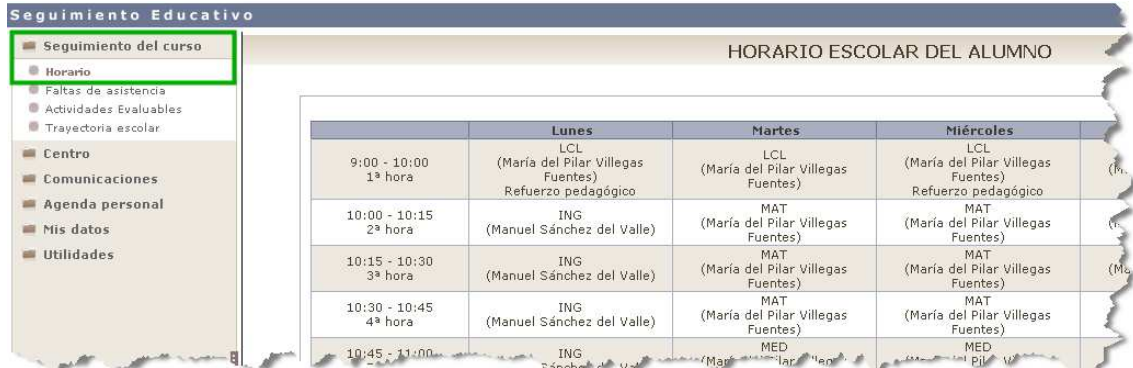 Seguimiento Educativo
Seguimiento del curso
Horario
Faltas de asistencia
Actividades Evaluables
Trayectoria escolar
Centro
Comunicaciones
Agenda personal
Mis datos
Utilidades
HORARIO ESCOLAR DEL ALUMNO
Lunes Martes Miércoles
9:00 - 10:00
1ª hora
LCL
(María del Pilar Villegas
Fuentes)
Refuerzo pedagógico
LCL
(María del Pilar Villegas
Fuentes)
LCL
(María del Pilar Villegas
Fuentes)
Refuerzo pedagógico
10:00 - 10:15
2ª hora
ING
(Manuel Sánchez del Valle)
MAT
(María del Pilar Villegas
Fuentes)
MAT
(María del Pilar Villegas
Fuentes)
10:15 - 10:30
3ª hora
ING
(Manuel Sánchez del Valle)
MAT
(María del Pilar Villegas
Fuentes)
MAT
(María del Pilar Villegas
Fuentes)
10:30 - 10:45
4ª hora
ING
(Manuel Sánchez del Valle)
MAT
(María del Pilar Villegas
Fuentes)
MAT
(María del Pilar Villegas
Fuentes)
10:45 - 11:00
ING
MED
MED